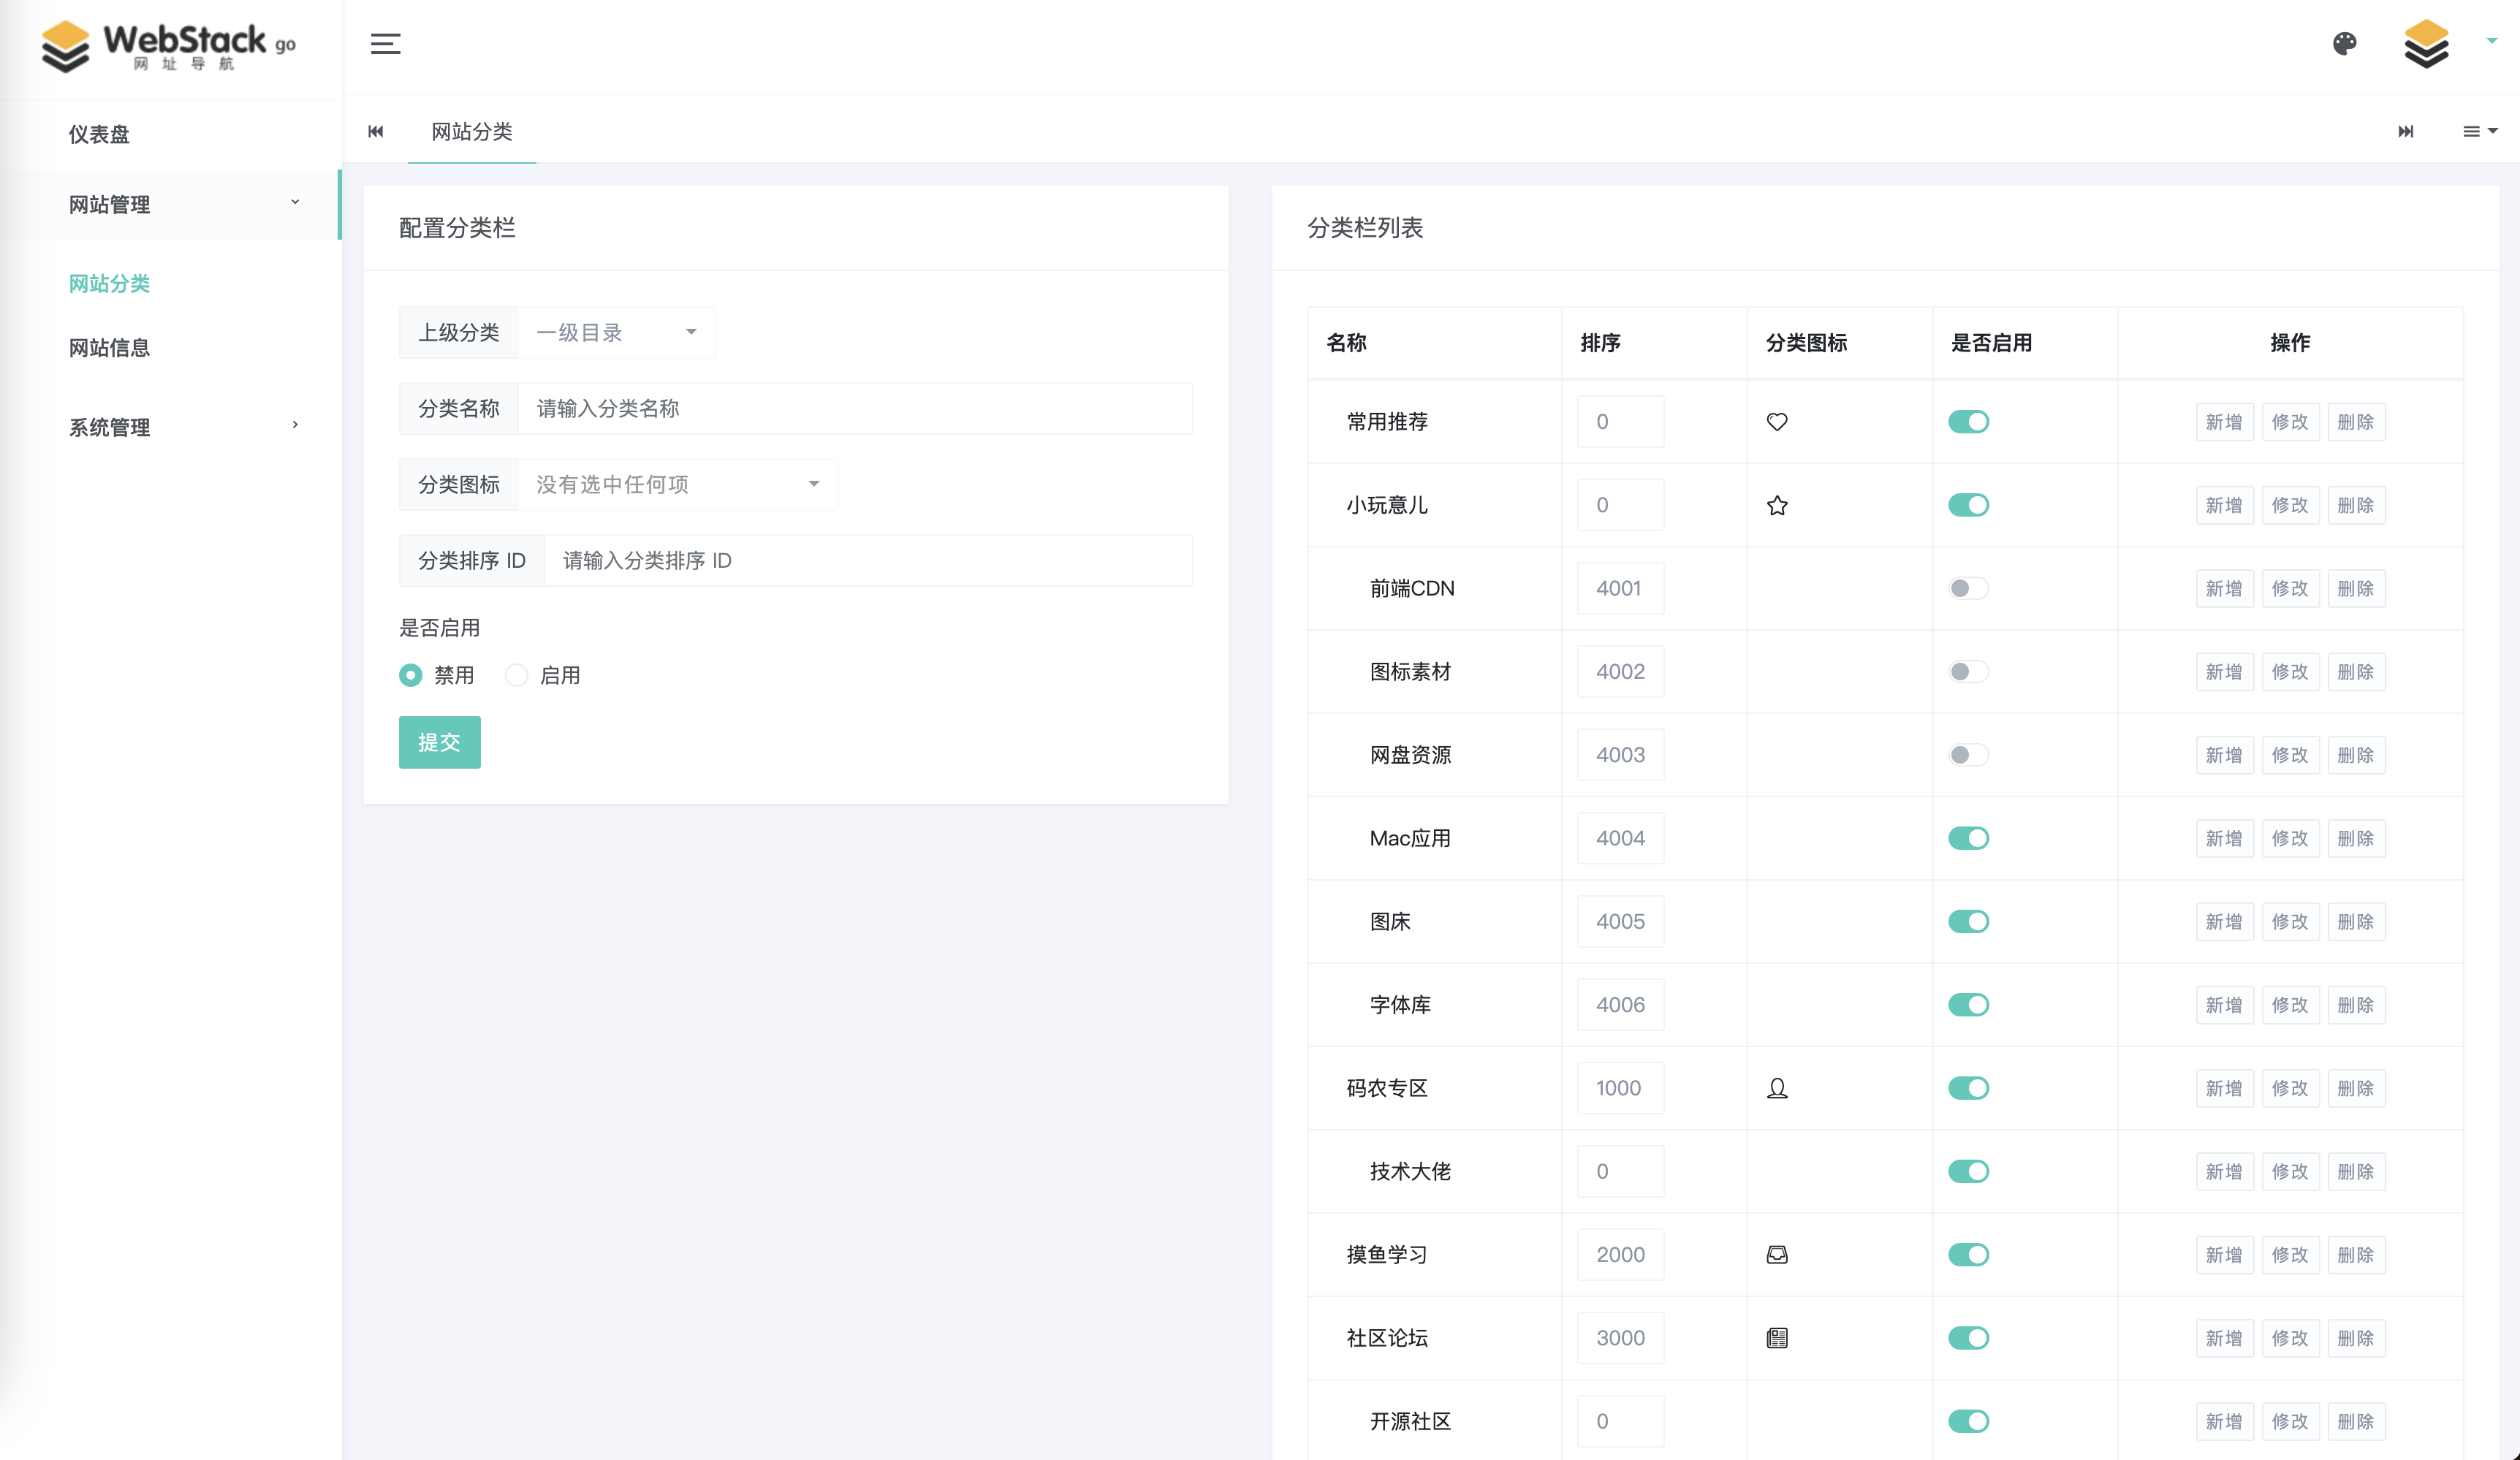 WebStack go
网址导航
仪表盘
网站管理
网站分类
网站信息
系统管理
网站分类
配置分类栏
上级分类 一级目录
分类名称 请输入分类名称
分类图标 没有选中任何项
分类排序 ID 请输入分类排序 ID
是否启用
禁用 启用
提交
分类栏列表
名称 排序 分类图标 是否启用 操作
常用推荐 0 新增 修改 删除
小玩意儿 0 新增 修改 删除
前端CDN 4001 新增 修改 删除
图标素材 4002 新增 修改 删除
网盘资源 4003 新增 修改 删除
Mac应用 4004 新增 修改 删除
图床 4005 新增 修改 删除
字体库 4006 新增 修改 删除
码农专区 1000 新增 修改 删除
技术大佬 0 新增 修改 删除
摸鱼学习 2000 新增 修改 删除
社区论坛 3000 新增 修改 删除
开源社区 0 新增 修改 删除